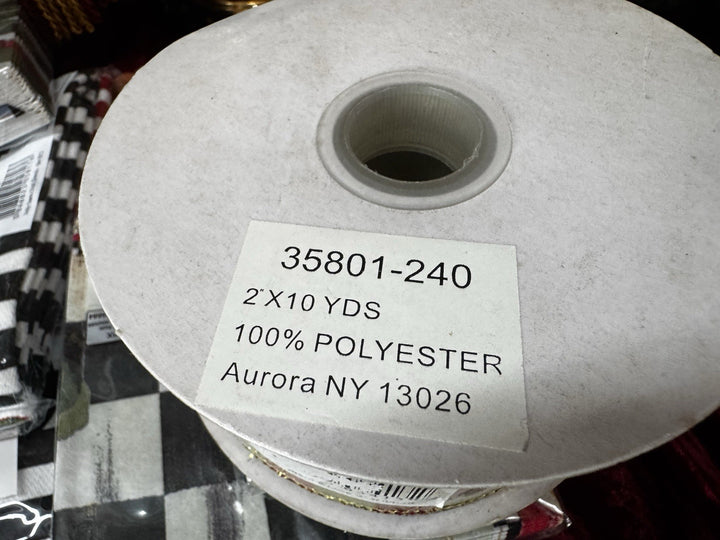 35801-240
2"X10 YDS
100% POLYESTER
Aurora NY 13026